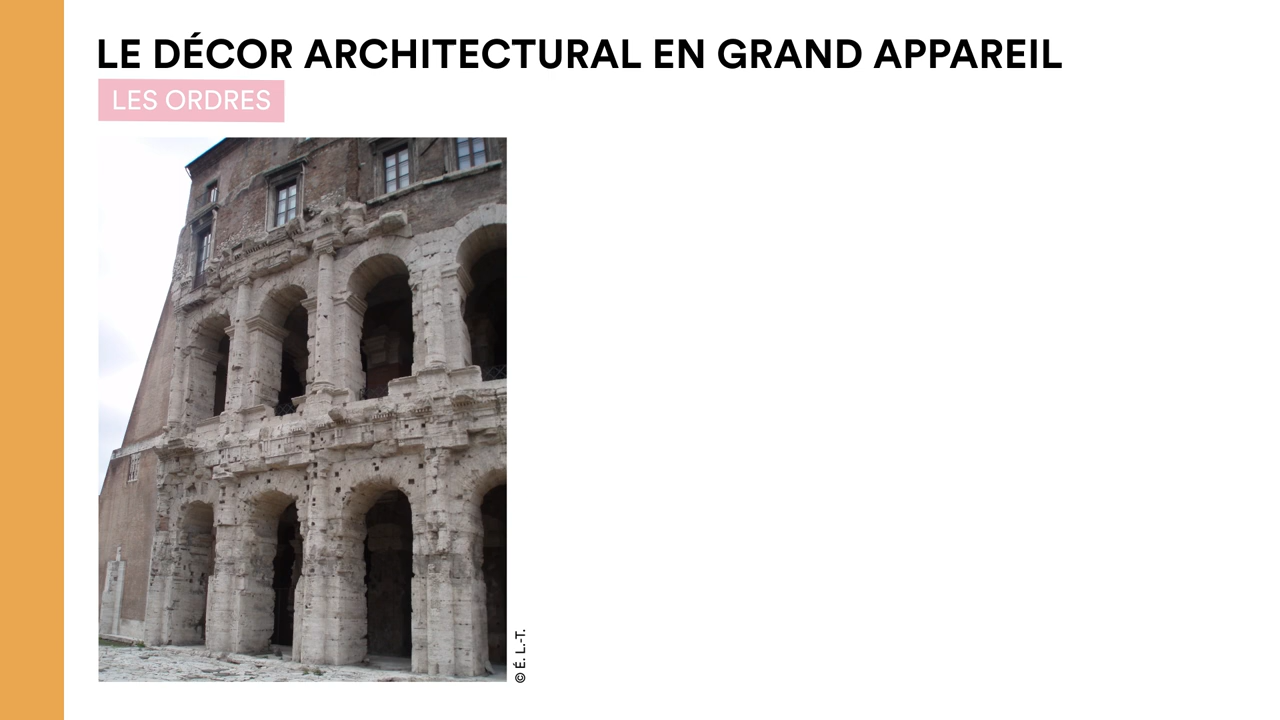 LE DÉCOR ARCHITECTURAL EN GRAND APPAREIL
LES ORDRES
© É. L.-T.